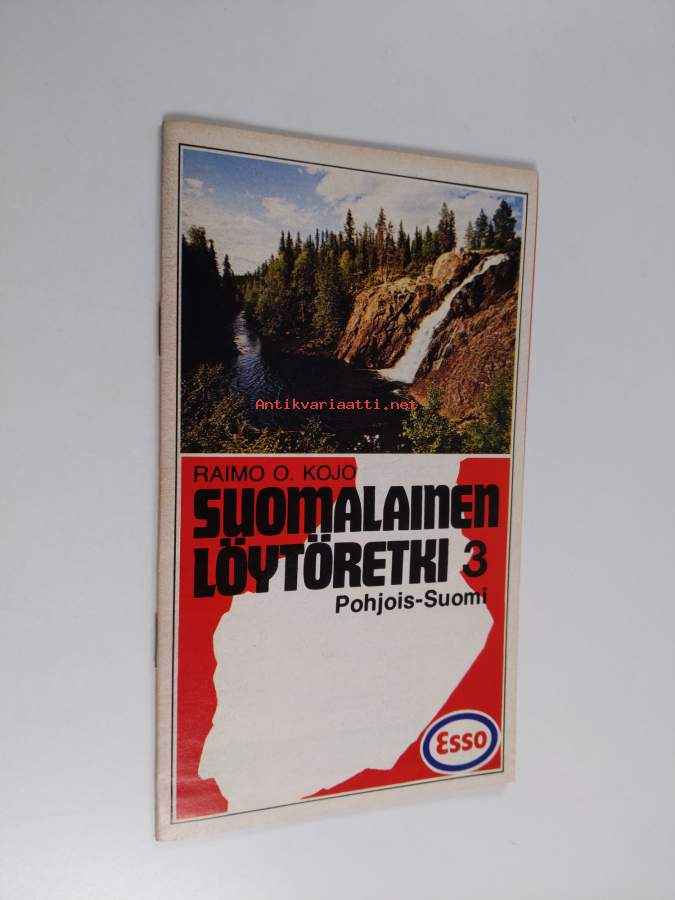 Antikvariaatti.net
RAIMO O. KOJO
SUOMALAINEN
LÖYTÖRETKI 3
Pohjois-Suomi
Esso